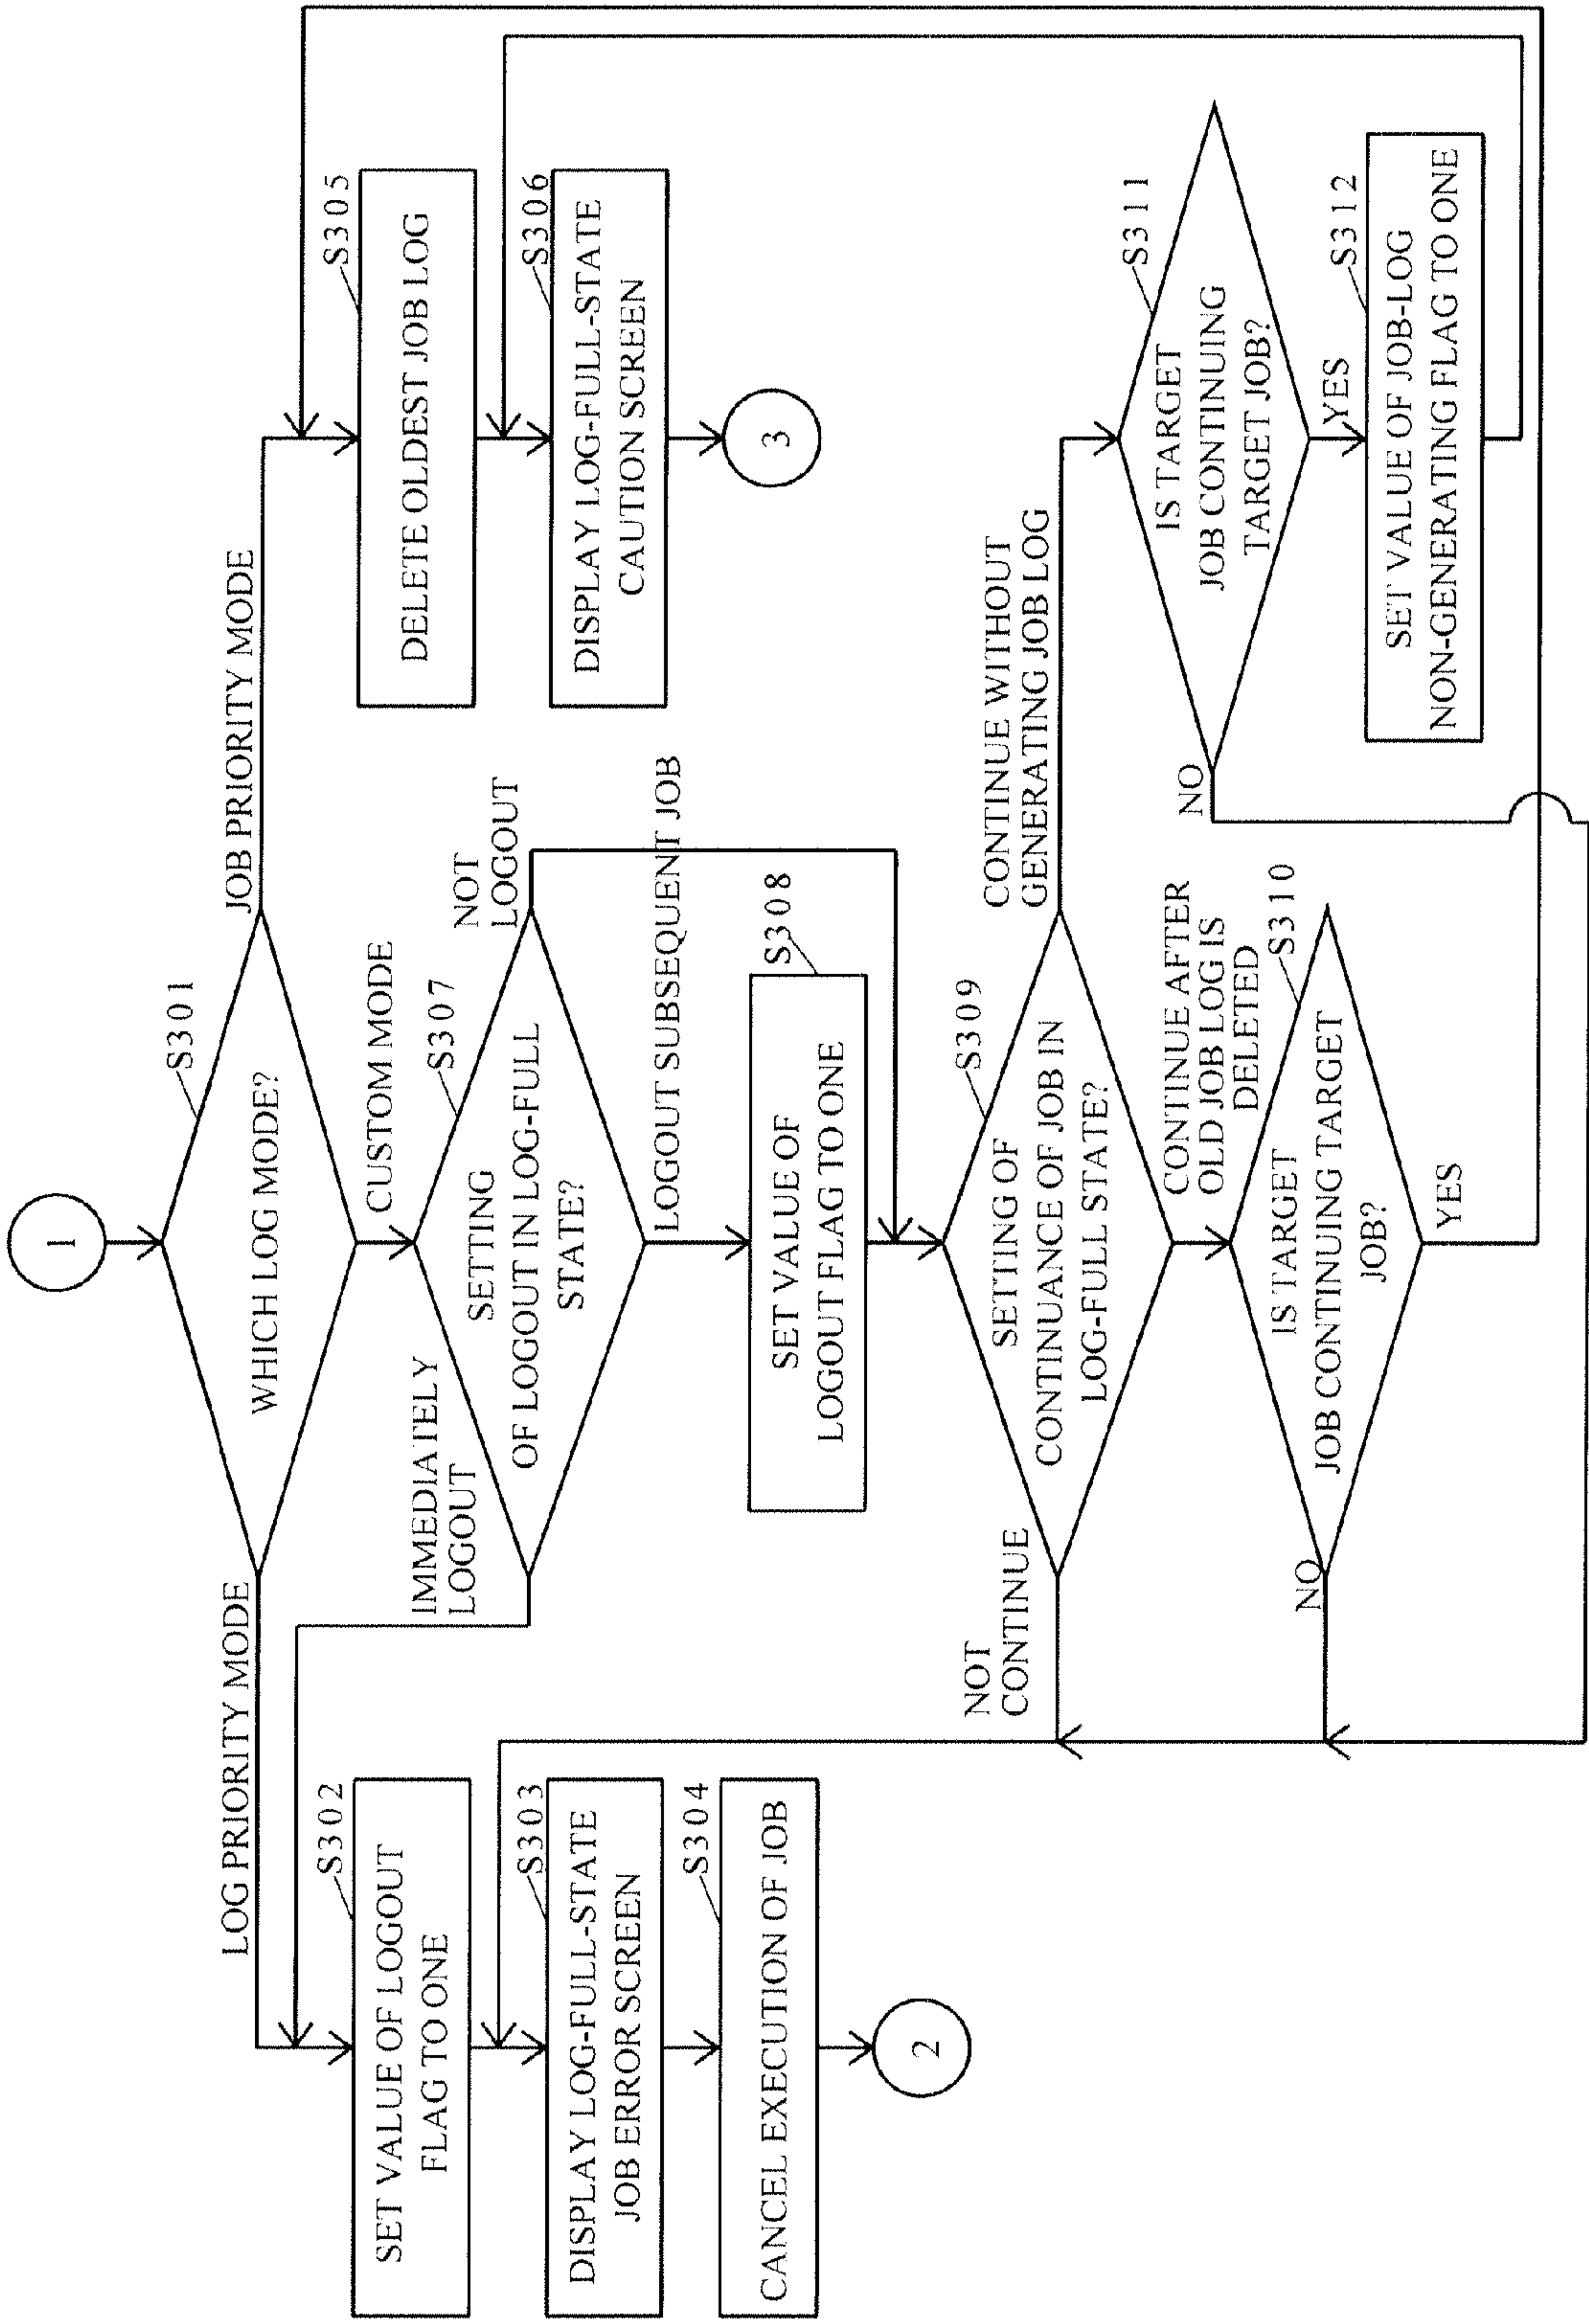 1
S301
WHICH LOG MODE?
LOG PRIORITY MODE
CUSTOM MODE
JOB PRIORITY MODE
S302
SET VALUE OF LOGOUT
FLAG TO ONE
S303
DISPLAY LOG-FULL-STATE
JOB ERROR SCREEN
S304
CANCEL EXECUTION OF JOB
2
S305
DELETE OLDEST JOB LOG
S306
DISPLAY LOG-FULL-STATE
CAUTION SCREEN
3
S307
SETTING
OF LOGOUT IN LOG-FULL
STATE?
IMMEDIATELY
LOGOUT
NOT
LOGOUT
LOGOUT SUBSEQUENT JOB
S308
SET VALUE OF
LOGOUT FLAG TO ONE
S309
SETTING OF
CONTINUANCE OF JOB IN
LOG-FULL STATE?
NOT
CONTINUE
CONTINUE WITHOUT
GENERATING JOB LOG
CONTINUE AFTER
OLD JOB LOG IS
DELETED
S310
IS TARGET
JOB CONTINUING TARGET
JOB?
NO
YES
S311
IS TARGET
JOB CONTINUING
TARGET JOB?
NO
YES
S312
SET VALUE OF JOB-LOG
NON-GENERATING FLAG TO ONE